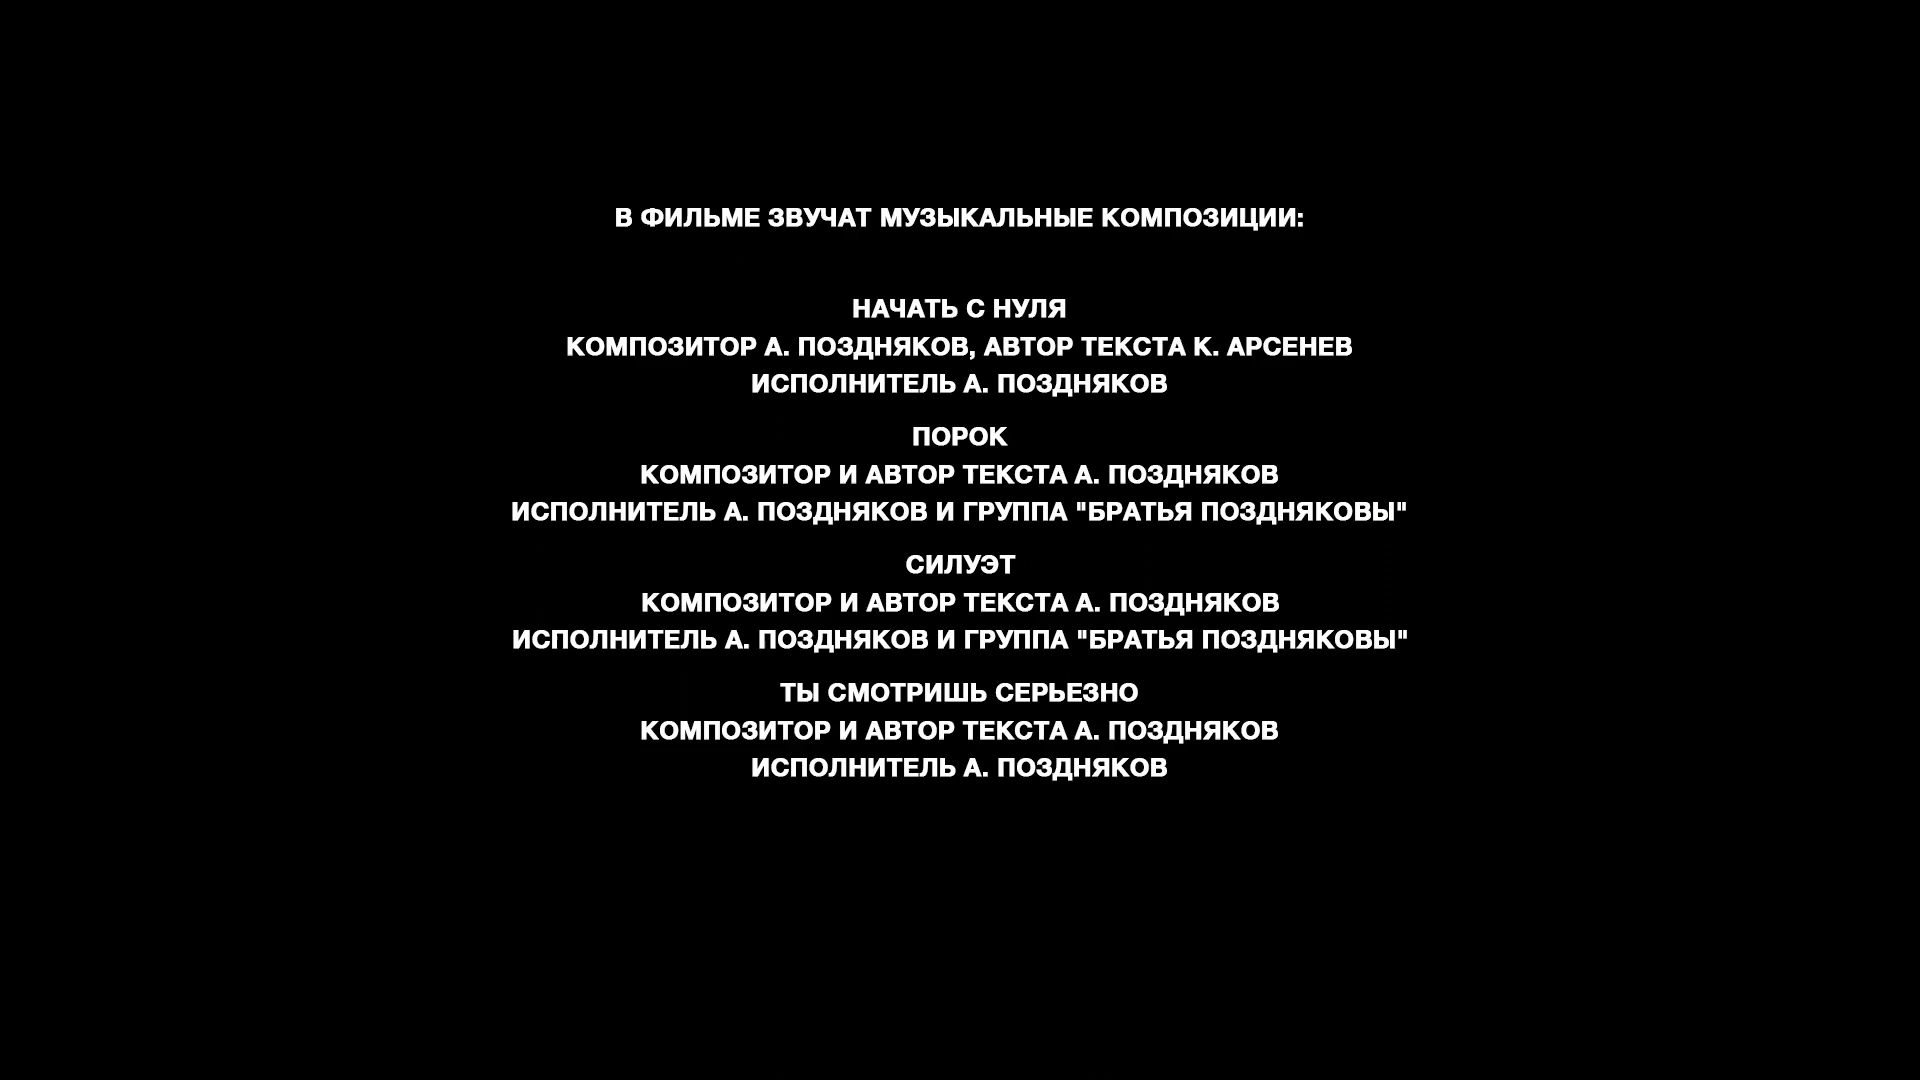 В ФИЛЬМЕ ЗВУЧАТ МУЗЫКАЛЬНЫЕ КОМПОЗИЦИИ:
НАЧАТЬ С НУЛЯ
КОМПОЗИТОР А. ПОЗДНЯКОВ, АВТОР ТЕКСТА К. АРСЕНЕВ
ИСПОЛНИТЕЛЬ А. ПОЗДНЯКОВ
ПОРОК
КОМПОЗИТОР И АВТОР ТЕКСТА А. ПОЗДНЯКОВ
ИСПОЛНИТЕЛЬ А. ПОЗДНЯКОВ И ГРУППА "БРАТЬЯ ПОЗДНЯКОВЫ"
СИЛУЭТ
КОМПОЗИТОР И АВТОР ТЕКСТА А. ПОЗДНЯКОВ
ИСПОЛНИТЕЛЬ А. ПОЗДНЯКОВ И ГРУППА "БРАТЬЯ ПОЗДНЯКОВЫ"
ТЫ СМОТРИШЬ СЕРЬЕЗНО
КОМПОЗИТОР И АВТОР ТЕКСТА А. ПОЗДНЯКОВ
ИСПОЛНИТЕЛЬ А. ПОЗДНЯКОВ